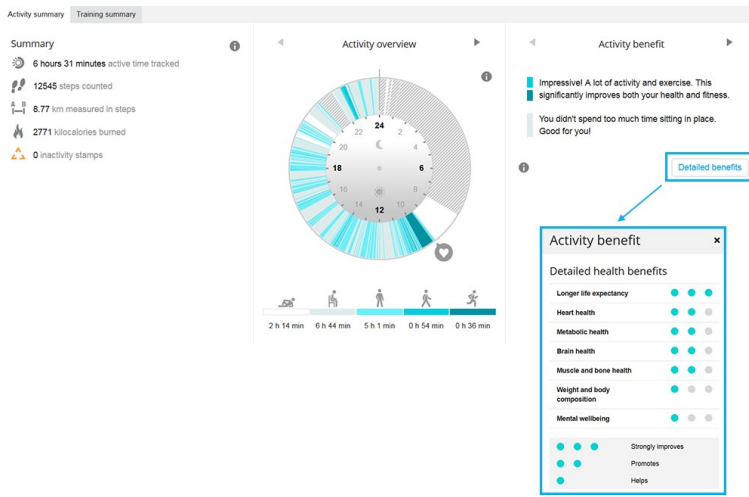 Activity summary
Training summary
Summary
6 hours 31 minutes active time tracked
12545 steps counted
A B
8.77 km measured in steps
2771 kilocalories burned
0 inactivity stamps
Activity overview
24
22
2
20
4
18
6
16
8
14
10
12
2 h 14 min
6 h 44 min
5 h 1 min
0 h 54 min
0 h 36 min
Activity benefit
Impressive! A lot of activity and exercise. This
significantly improves both your health and fitness.
You didn't spend too much time sitting in place.
Good for you!
Detailed benefits
Activity benefit
×
Detailed health benefits
Longer life expectancy
Heart health
Metabolic health
Brain health
Muscle and bone health
Weight and body
composition
Mental wellbeing
Strongly improves
Promotes
Helps